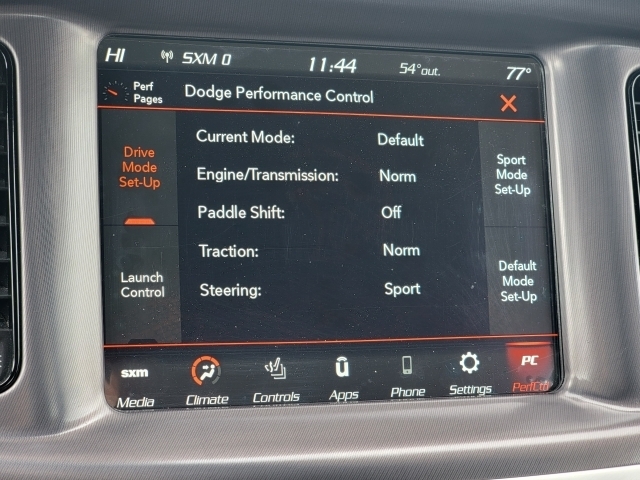 HI SXM 0 11:44 54°out. 77°
Perf
Pages
Dodge Performance Control
Drive
Mode
Set-Up
Launch
Control
Current Mode: Default
Engine/Transmission: Norm
Paddle Shift: Off
Traction: Norm
Steering: Sport
Sport
Mode
Set-Up
Default
Mode
Set-Up
sxm
Media
Climate
Controls
Apps
Phone
Settings
PC